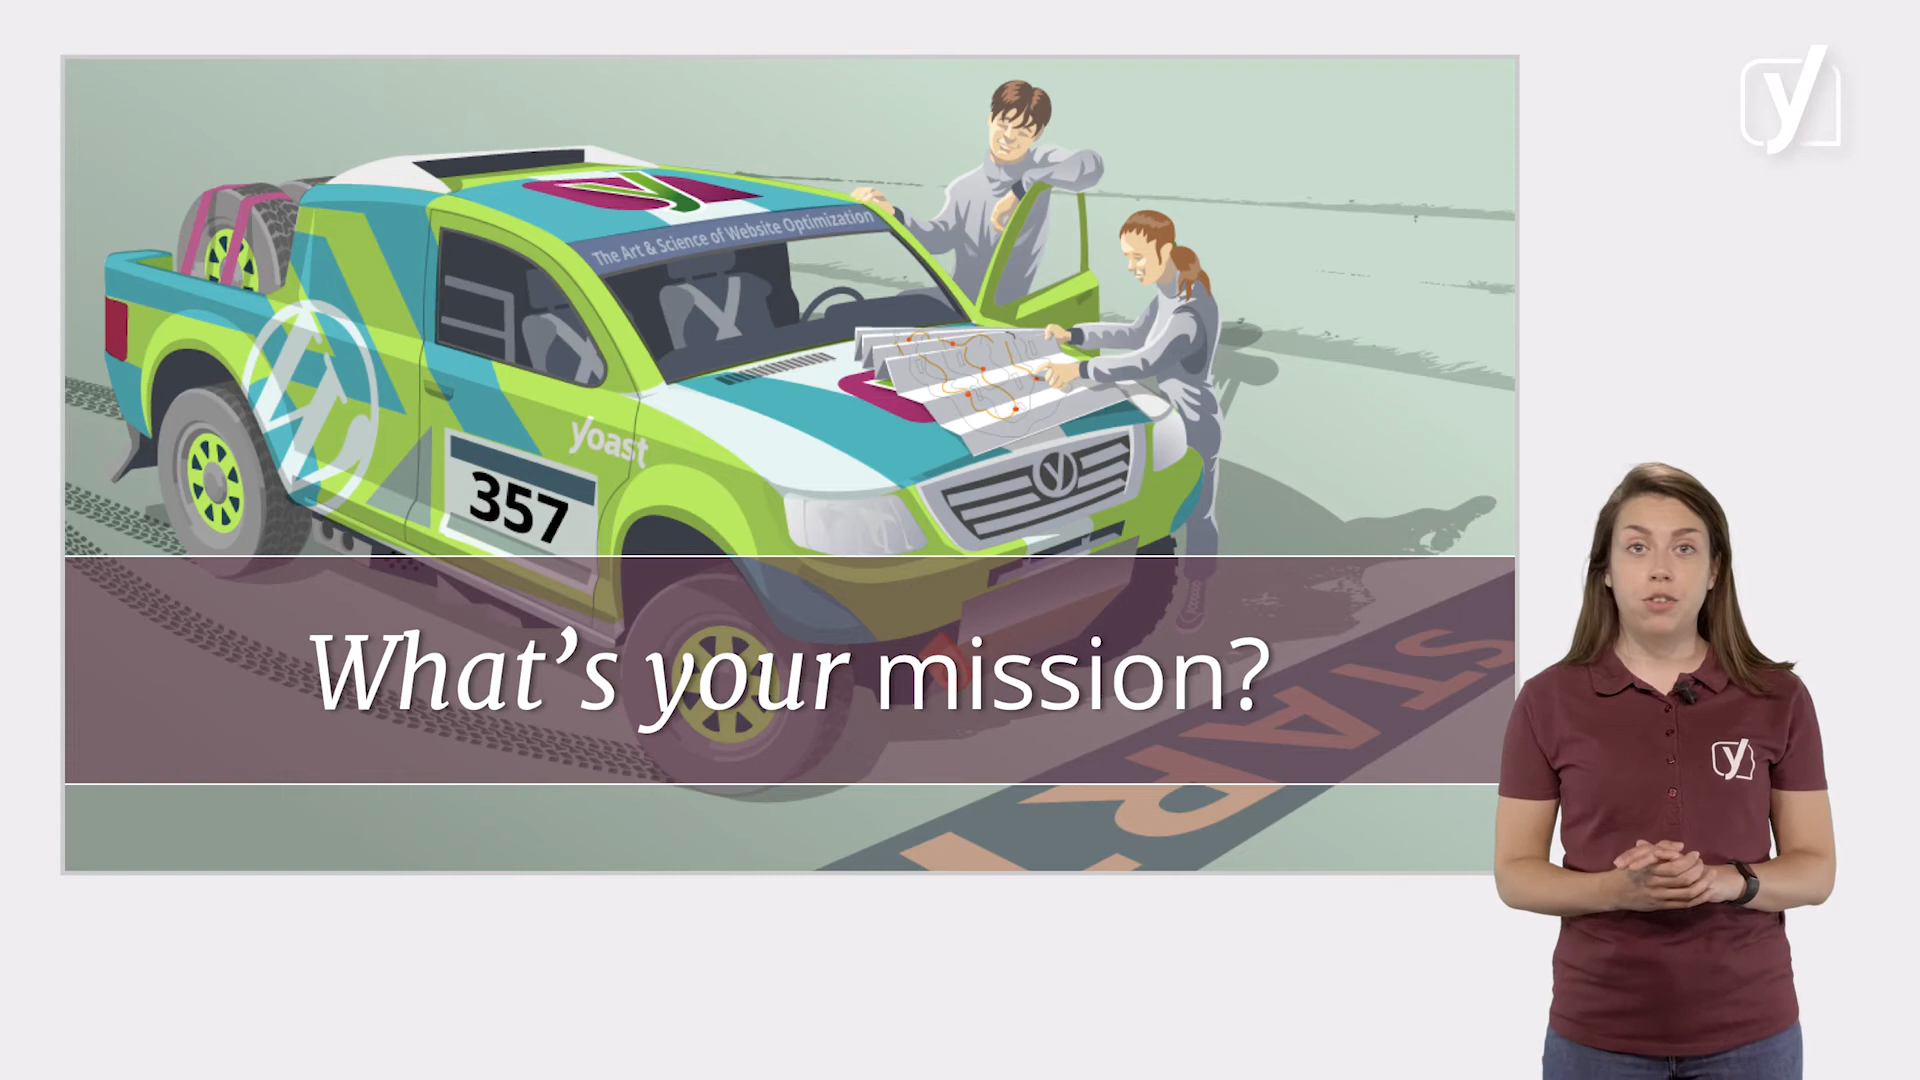 y
The Art & Science of Website Optimization
yoast
357
What's your mission?
START
y